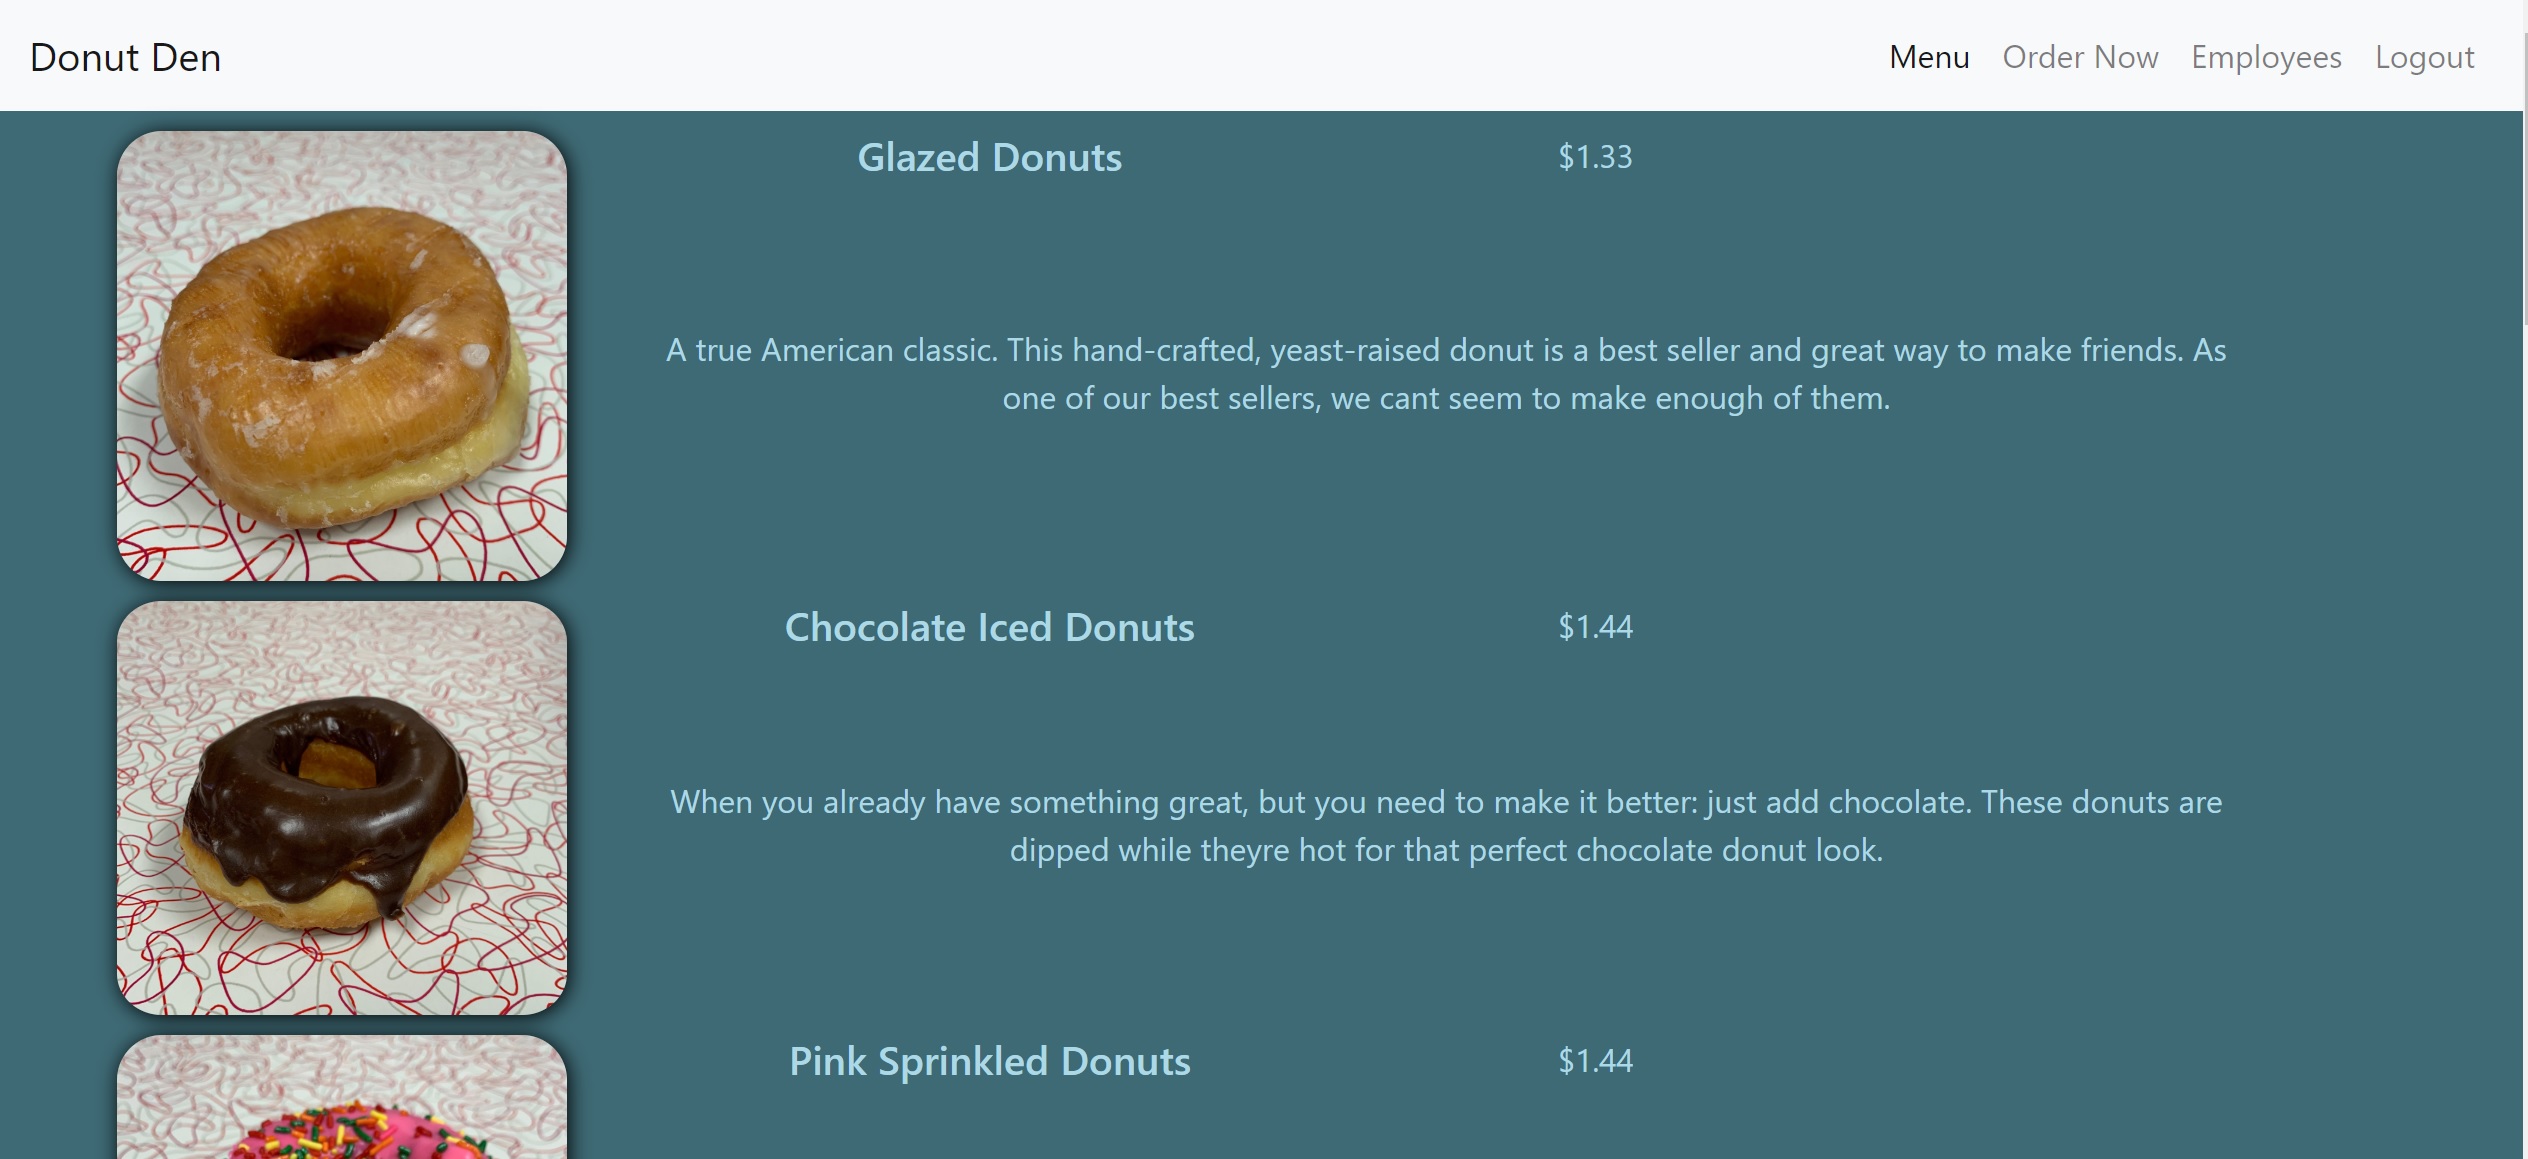 Donut Den
Menu Order Now Employees Logout
Glazed Donuts
$1.33
A true American classic. This hand-crafted, yeast-raised donut is a best seller and great way to make friends. As
one of our best sellers, we cant seem to make enough of them.
Chocolate Iced Donuts
$1.44
When you already have something great, but you need to make it better: just add chocolate. These donuts are
dipped while theyre hot for that perfect chocolate donut look.
Pink Sprinkled Donuts
$1.44